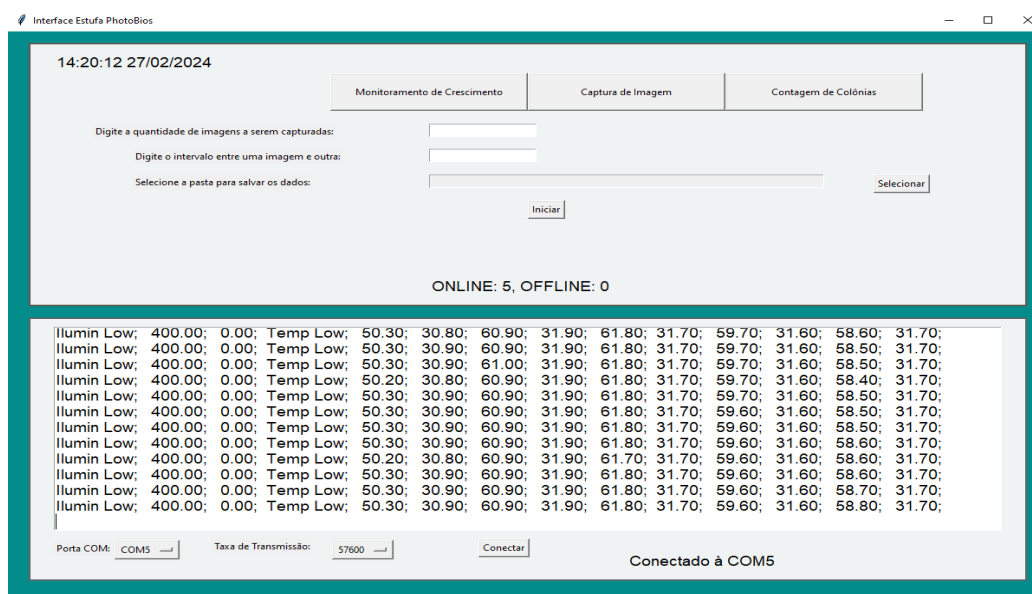 Interface Estufa PhotoBios
14:20:12 27/02/2024
Monitoramento de Crescimento Captura de Imagem Contagem de Colônias
Digite a quantidade de imagens a serem capturadas:
Digite o intervalo entre uma imagem e outra:
Selecione a pasta para salvar os dados: Selecionar
Iniciar
ONLINE: 5, OFFLINE: 0
Ilumin Low; 400.00; 0.00; Temp Low; 50.30; 30.80; 60.90; 31.90; 61.80; 31.70; 59.70; 31.60; 58.60; 31.70;
Ilumin Low; 400.00; 0.00; Temp Low; 50.30; 30.90; 60.90; 31.90; 61.80; 31.70; 59.70; 31.60; 58.50; 31.70;
Ilumin Low; 400.00; 0.00; Temp Low; 50.30; 30.90; 61.00; 31.90; 61.80; 31.70; 59.70; 31.60; 58.50; 31.70;
Ilumin Low; 400.00; 0.00; Temp Low; 50.20; 30.80; 60.90; 31.90; 61.80; 31.70; 59.70; 31.60; 58.40; 31.70;
Ilumin Low; 400.00; 0.00; Temp Low; 50.30; 30.90; 60.90; 31.90; 61.80; 31.70; 59.70; 31.60; 58.50; 31.70;
Ilumin Low; 400.00; 0.00; Temp Low; 50.30; 30.90; 60.90; 31.90; 61.80; 31.70; 59.60; 31.60; 58.50; 31.70;
Ilumin Low; 400.00; 0.00; Temp Low; 50.30; 30.90; 60.90; 31.90; 61.80; 31.70; 59.60; 31.60; 58.50; 31.70;
Ilumin Low; 400.00; 0.00; Temp Low; 50.30; 30.90; 60.90; 31.90; 61.80; 31.70; 59.60; 31.60; 58.60; 31.70;
Ilumin Low; 400.00; 0.00; Temp Low; 50.20; 30.80; 60.90; 31.90; 61.70; 31.70; 59.60; 31.60; 58.60; 31.70;
Ilumin Low; 400.00; 0.00; Temp Low; 50.30; 30.90; 60.90; 31.90; 61.80; 31.70; 59.60; 31.60; 58.60; 31.70;
Ilumin Low; 400.00; 0.00; Temp Low; 50.30; 30.90; 60.90; 31.90; 61.80; 31.70; 59.60; 31.60; 58.70; 31.70;
Ilumin Low; 400.00; 0.00; Temp Low; 50.30; 30.90; 60.90; 31.90; 61.80; 31.70; 59.60; 31.60; 58.80; 31.70;
Porta COM: COM5 Taxa de Transmissão: 57600 Conectar
Conectado à COM5